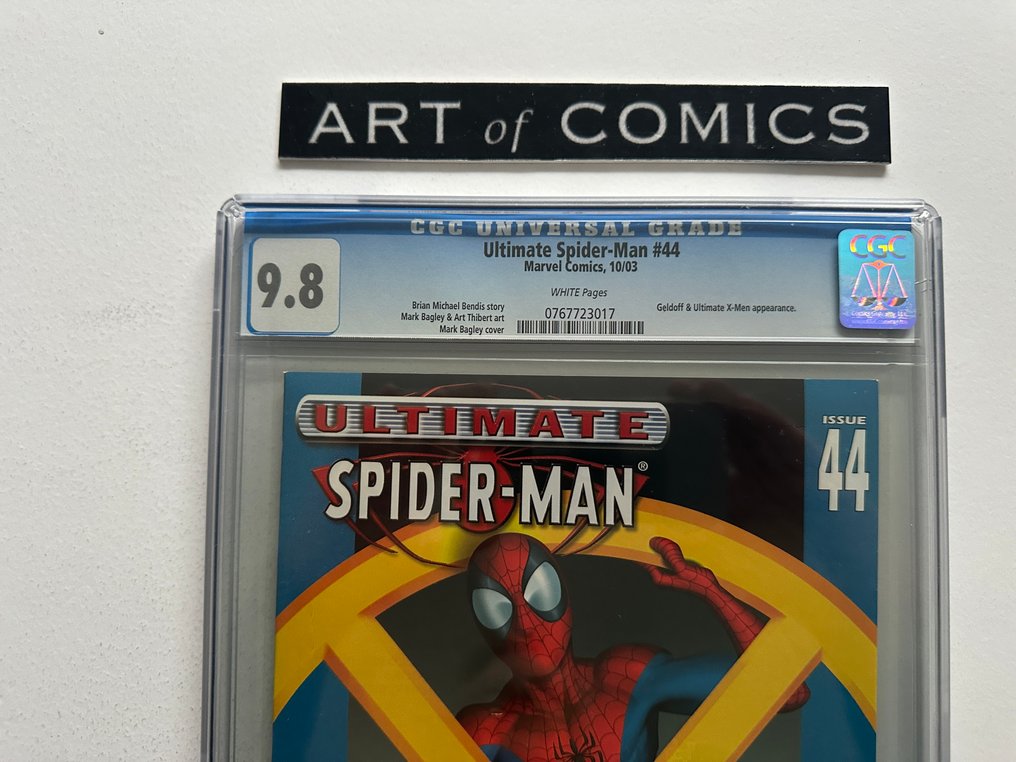 ART of COMICS
CGC UNIVERSAL GRADE
Ultimate Spider-Man #44
Marvel Comics, 10/03
9.8
WHITE Pages
Brian Michael Bendis story
Mark Bagley & Art Thibert art
Mark Bagley cover
0767723017
Geldoff & Ultimate X-Men appearance.
CGC
ULTIMATE
SPIDER-MAN®
ISSUE
44